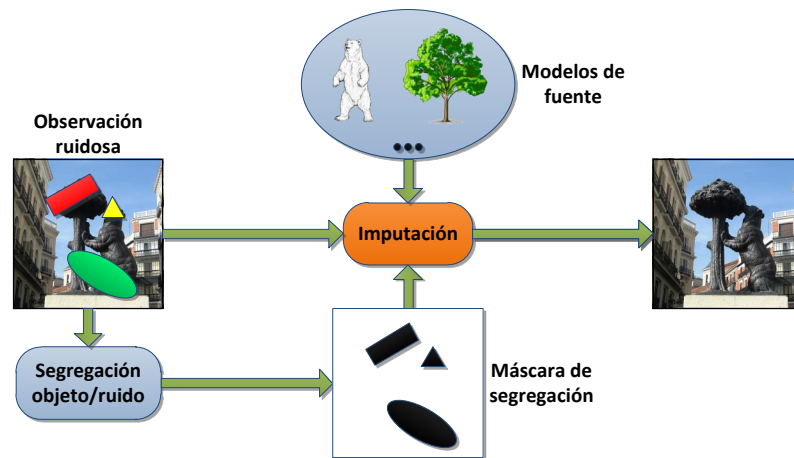 Modelos de
fuente
Observación
ruidosa
Imputación
Segregación
objeto/ruido
Máscara de
segregación